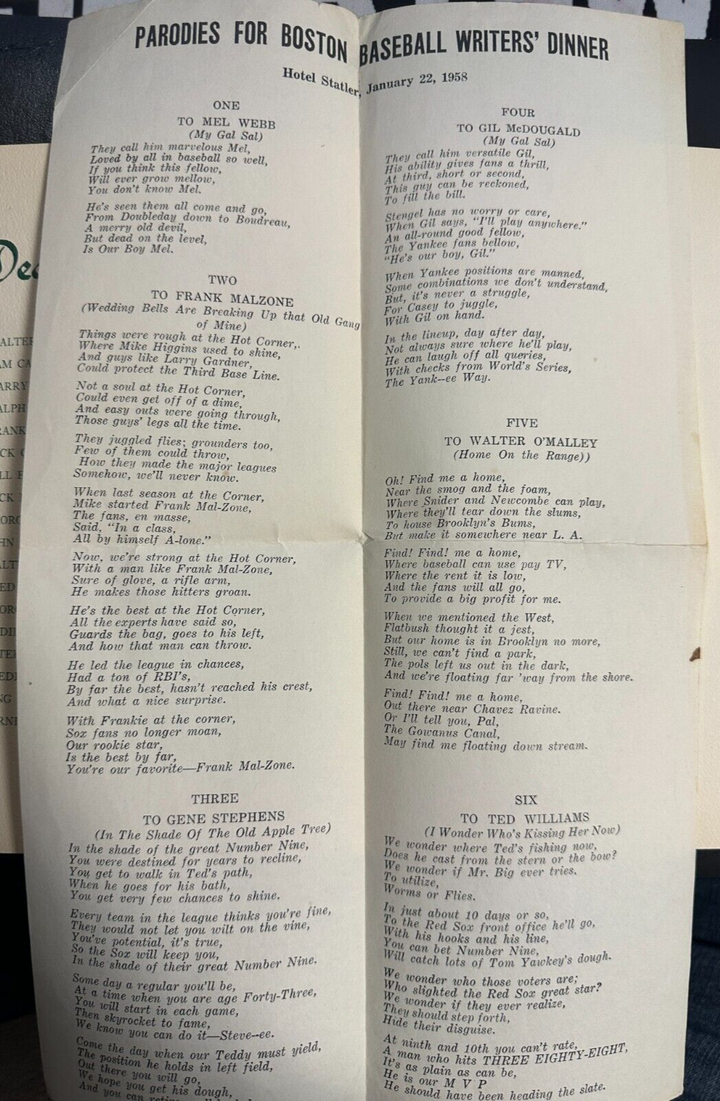 PARODIES FOR BOSTON BASEBALL WRITERS' DINNER
Hotel Statler, January 22, 1958
ONE
TO MEL WEBB
(My Gal Sal)
They call him marvelous Mel,
Loved by all in baseball so well,
If you think this fellow,
Will ever grow mellow,
You don't know Mel.
He's seen them all come and go,
From Doubleday down to Boudreau,
A merry old devil,
But dead on the level,
Is Our Boy Mel.
TWO
TO FRANK MALZONE
(Wedding Bells Are Breaking Up that Old Gang
of Mine)
Things were rough at the Hot Corner,.
Where Mike Higgins used to shine,
And guys like Larry Gardner,
Could protect the Third Base Line.
Not a soul at the Hot Corner,
Could even get off of a dime,
And easy outs were going through,
Those guys' legs all the time.
They juggled flies; grounders too,
Few of them could throw,
How they made the major leagues
Somehow, we'll never know.
When last season at the Corner,
Mike started Frank Mal-Zone,
The fans, en masse,
Said, "In a class,
All by himself A-lone."
Now, we're strong at the Hot Corner,
With a man like Frank Mal-Zone,
Sure of glove, a rifle arm,
He makes those hitters groan.
He's the best at the Hot Corner,
All the experts have said so,
Guards the bag, goes to his left,
And how that man can throw.
He led the league in chances,
Had a ton of RBI's,
By far the best, hasn't reached his crest,
And what a nice surprise.
With Frankie at the corner,
Sox fans no longer moan,
Our rookie star,
Is the best by far,
You're our favorite—Frank Mal-Zone.
THREE
TO GENE STEPHENS
(In The Shade Of The Old Apple Tree)
In the shade of the great Number Nine,
You were destined for years to recline,
You get to walk in Ted's path,
When he goes for his bath,
You get very few chances to shine.
Every team in the league thinks you're fine,
They would not let you wilt on the vine,
You've potential, it's true,
So the Sox will keep you,
In the shade of their great Number Nine.
Some day a regular you'll be,
At a time when you are age Forty-Three,
You will start in each game,
Then skyrocket to fame,
We know you can do it—Steve-ee.
Come the day when our Teddy must yield,
The position he holds in left field,
Out there you will go,
We hope you get his dough,
And you can
FOUR
TO GIL McDOUGALD
(My Gal Sal)
They call him versatile Gil,
His ability gives fans a thrill,
At third, short or second,
This guy can be reckoned,
To fill the bill.
Stengel has no worry or care,
When Gil says, "I'll play anywhere."
An all-round good fellow,
The Yankee fans bellow,
"He's our boy, Gil."
When Yankee positions are manned,
Some combinations we don't understand,
But, it's never a struggle,
For Casey to juggle,
With Gil on hand.
In the lineup, day after day,
Not always sure where he'll play,
He can laugh off all queries,
With checks from World's Series,
The Yank--ee Way.
FIVE
TO WALTER O'MALLEY
(Home On the Range))
Oh! Find me a home,
Near the smog and the foam,
Where Snider and Newcombe can play,
Where they'll tear down the slums,
To house Brooklyn's Bums,
But make it somewhere near L. A.
Find! Find! me a home,
Where baseball can use pay TV,
Where the rent it is low,
And the fans will all go,
To provide a big profit for me.
When we mentioned the West,
Flatbush thought it a jest,
But our home is in Brooklyn no more,
Still, we can't find a park,
The pols left us out in the dark,
And we're floating far 'way from the shore.
Find! Find! me a home,
Out there near Chavez Ravine.
Or I'll tell you, Pal,
The Gowanus Canal,
May find me floating down stream.
SIX
TO TED WILLIAMS
(I Wonder Who's Kissing Her Now)
We wonder where Ted's fishing now,
Does he cast from the stern or the bow?
We wonder if Mr. Big ever tries.
To utilize,
Worms or Flies.
In just about 10 days or so,
To the Red Sox front office he'll go,
With his hooks and his line,
You can bet Number Nine,
Will catch lots of Tom Yawkey's dough.
We wonder who those voters are;
Who slighted the Red Sox great star?
We wonder if they ever realize,
They should step forth,
Hide their disguise.
At ninth and 10th you can't rate,
A man who hits THREE EIGHTY-EIGHT,
It's as plain as can be,
He is our M V P
He should have been heading the slate.